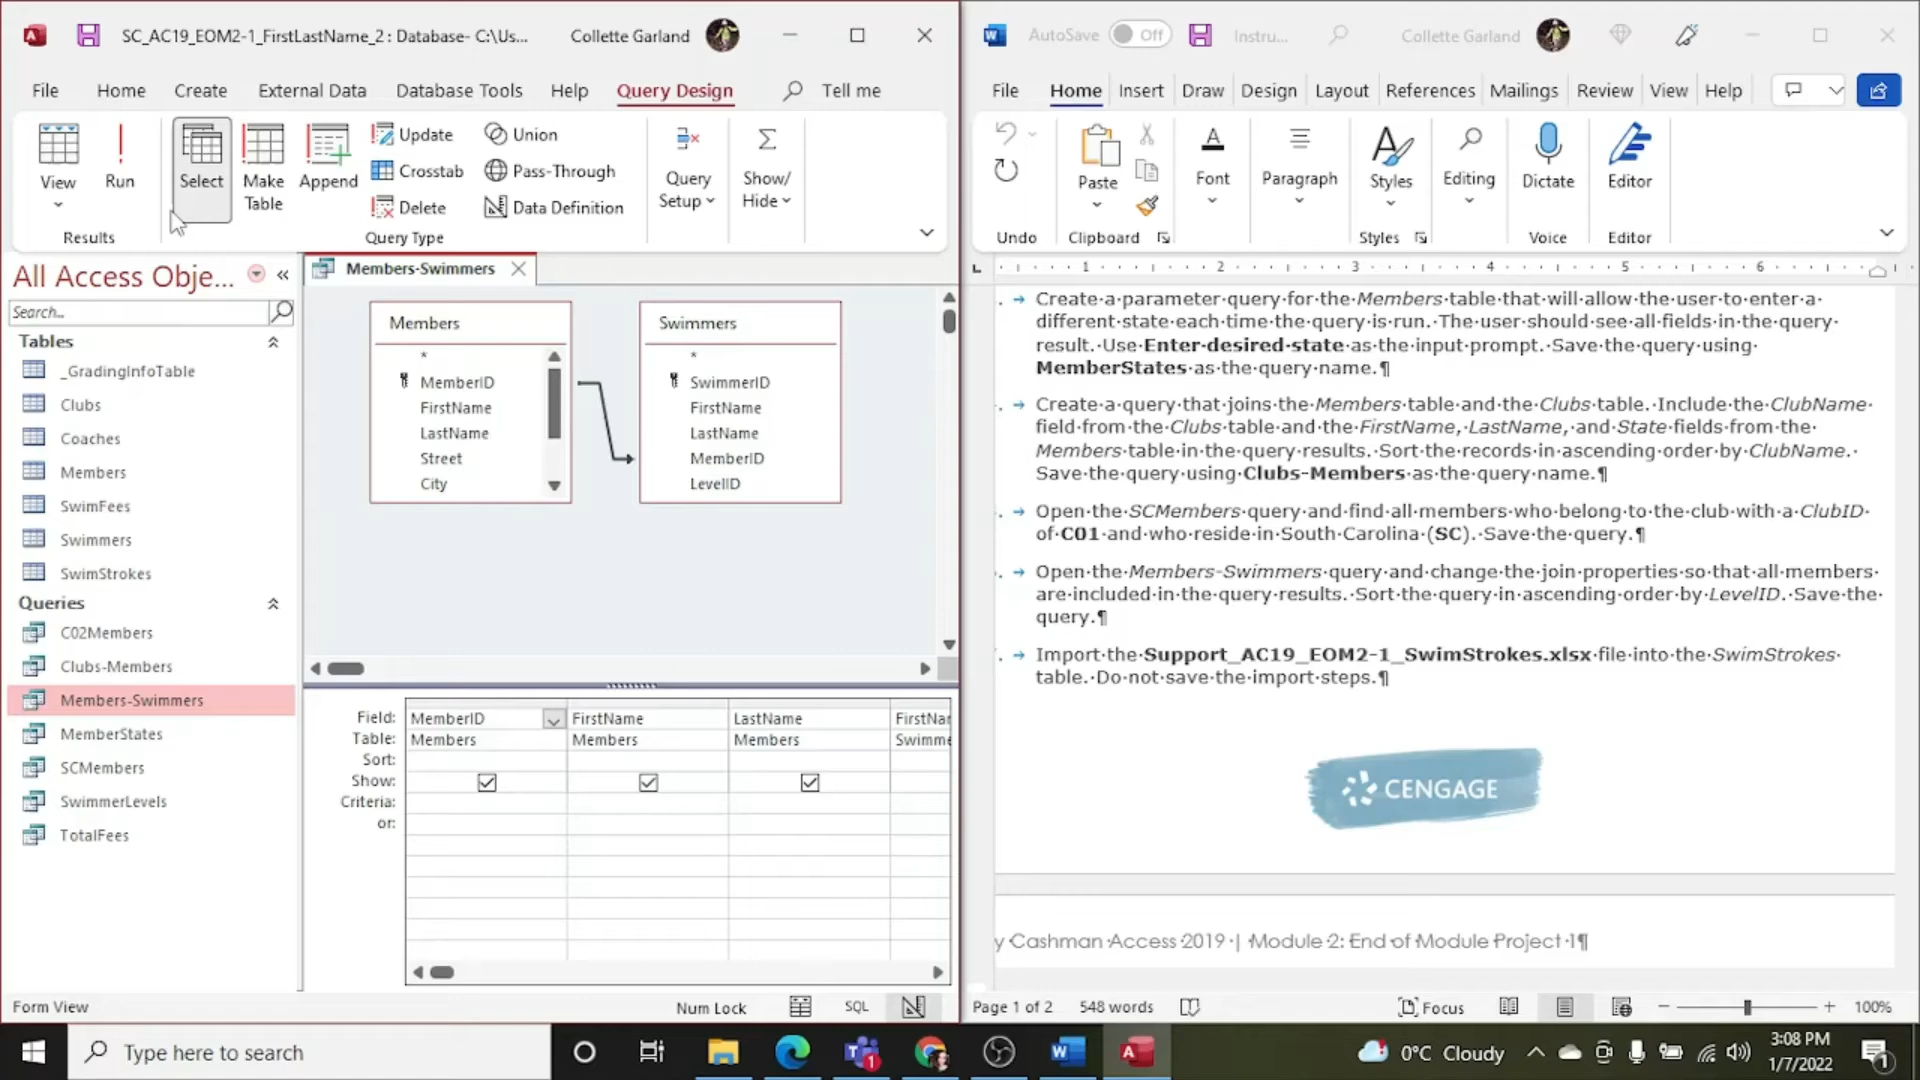 SC_AC19_EOM2-1_FirstLastName_2 : Database- C:\Us...
Collette Garland
File Home Create External Data Database Tools Help Query Design Tell me
View
Run
Select
Make Table
Append
Update
Crosstab
Delete
Union
Pass-Through
Data Definition
Query Setup
Show/ Hide
Results
Query Type
All Access Obje...
Search...
Tables
_GradingInfoTable
Clubs
Coaches
Members
SwimFees
Swimmers
SwimStrokes
Queries
C02Members
Clubs-Members
Members-Swimmers
MemberStates
SCMembers
SwimmerLevels
TotalFees
Members-Swimmers
Members
*
MemberID
FirstName
LastName
Street
City
Swimmers
*
SwimmerID
FirstName
LastName
MemberID
LevelID
Field: MemberID FirstName LastName FirstNar
Table: Members Members Members Swimme
Sort:
Show:
Criteria:
or:
Form View
Num Lock
SQL
AutoSave Off
Instru...
Collette Garland
File Home Insert Draw Design Layout References Mailings Review View Help
Paste
Font
Paragraph
Styles
Editing
Dictate
Editor
Undo Clipboard Styles Voice Editor
1 2 3 4 5 6
. → Create·a·parameter·query·for·the·Members·table·that·will·allow·the·user·to·enter·a·
different·state·each·time·the·query·is·run.·The·user·should·see·all·fields·in·the·query·
result.·Use·Enter·desired·state·as·the·input·prompt.·Save·the·query·using·
MemberStates·as·the·query·name.¶
. → Create·a·query·that·joins·the·Members·table·and·the·Clubs·table.·Include·the·ClubName·
field·from·the·Clubs·table·and·the·FirstName,·LastName,·and·State·fields·from·the·
Members·table·in·the·query·results.·Sort·the·records·in·ascending·order·by·ClubName.·
Save·the·query·using·Clubs-Members·as·the·query·name.¶
. → Open·the·SCMembers·query·and·find·all·members·who·belong·to·the·club·with·a·ClubID·
of·C01·and·who·reside·in·South·Carolina·(SC).·Save·the·query.¶
. → Open·the·Members-Swimmers·query·and·change·the·join·properties·so·that·all·members·
are·included·in·the·query·results.·Sort·the·query·in·ascending·order·by·LevelID.·Save·the·
query.¶
. → Import·the·Support_AC19_EOM2-1_SwimStrokes.xlsx·file·into·the·SwimStrokes·
table.·Do·not·save·the·import·steps.¶
CENGAGE
y·Cashman·Access·2019·|·Module·2:·End·of·Module·Project·1¶
Page 1 of 2 548 words
Focus
100%
Type here to search
1
0°C Cloudy
3:08 PM
1/7/2022
1